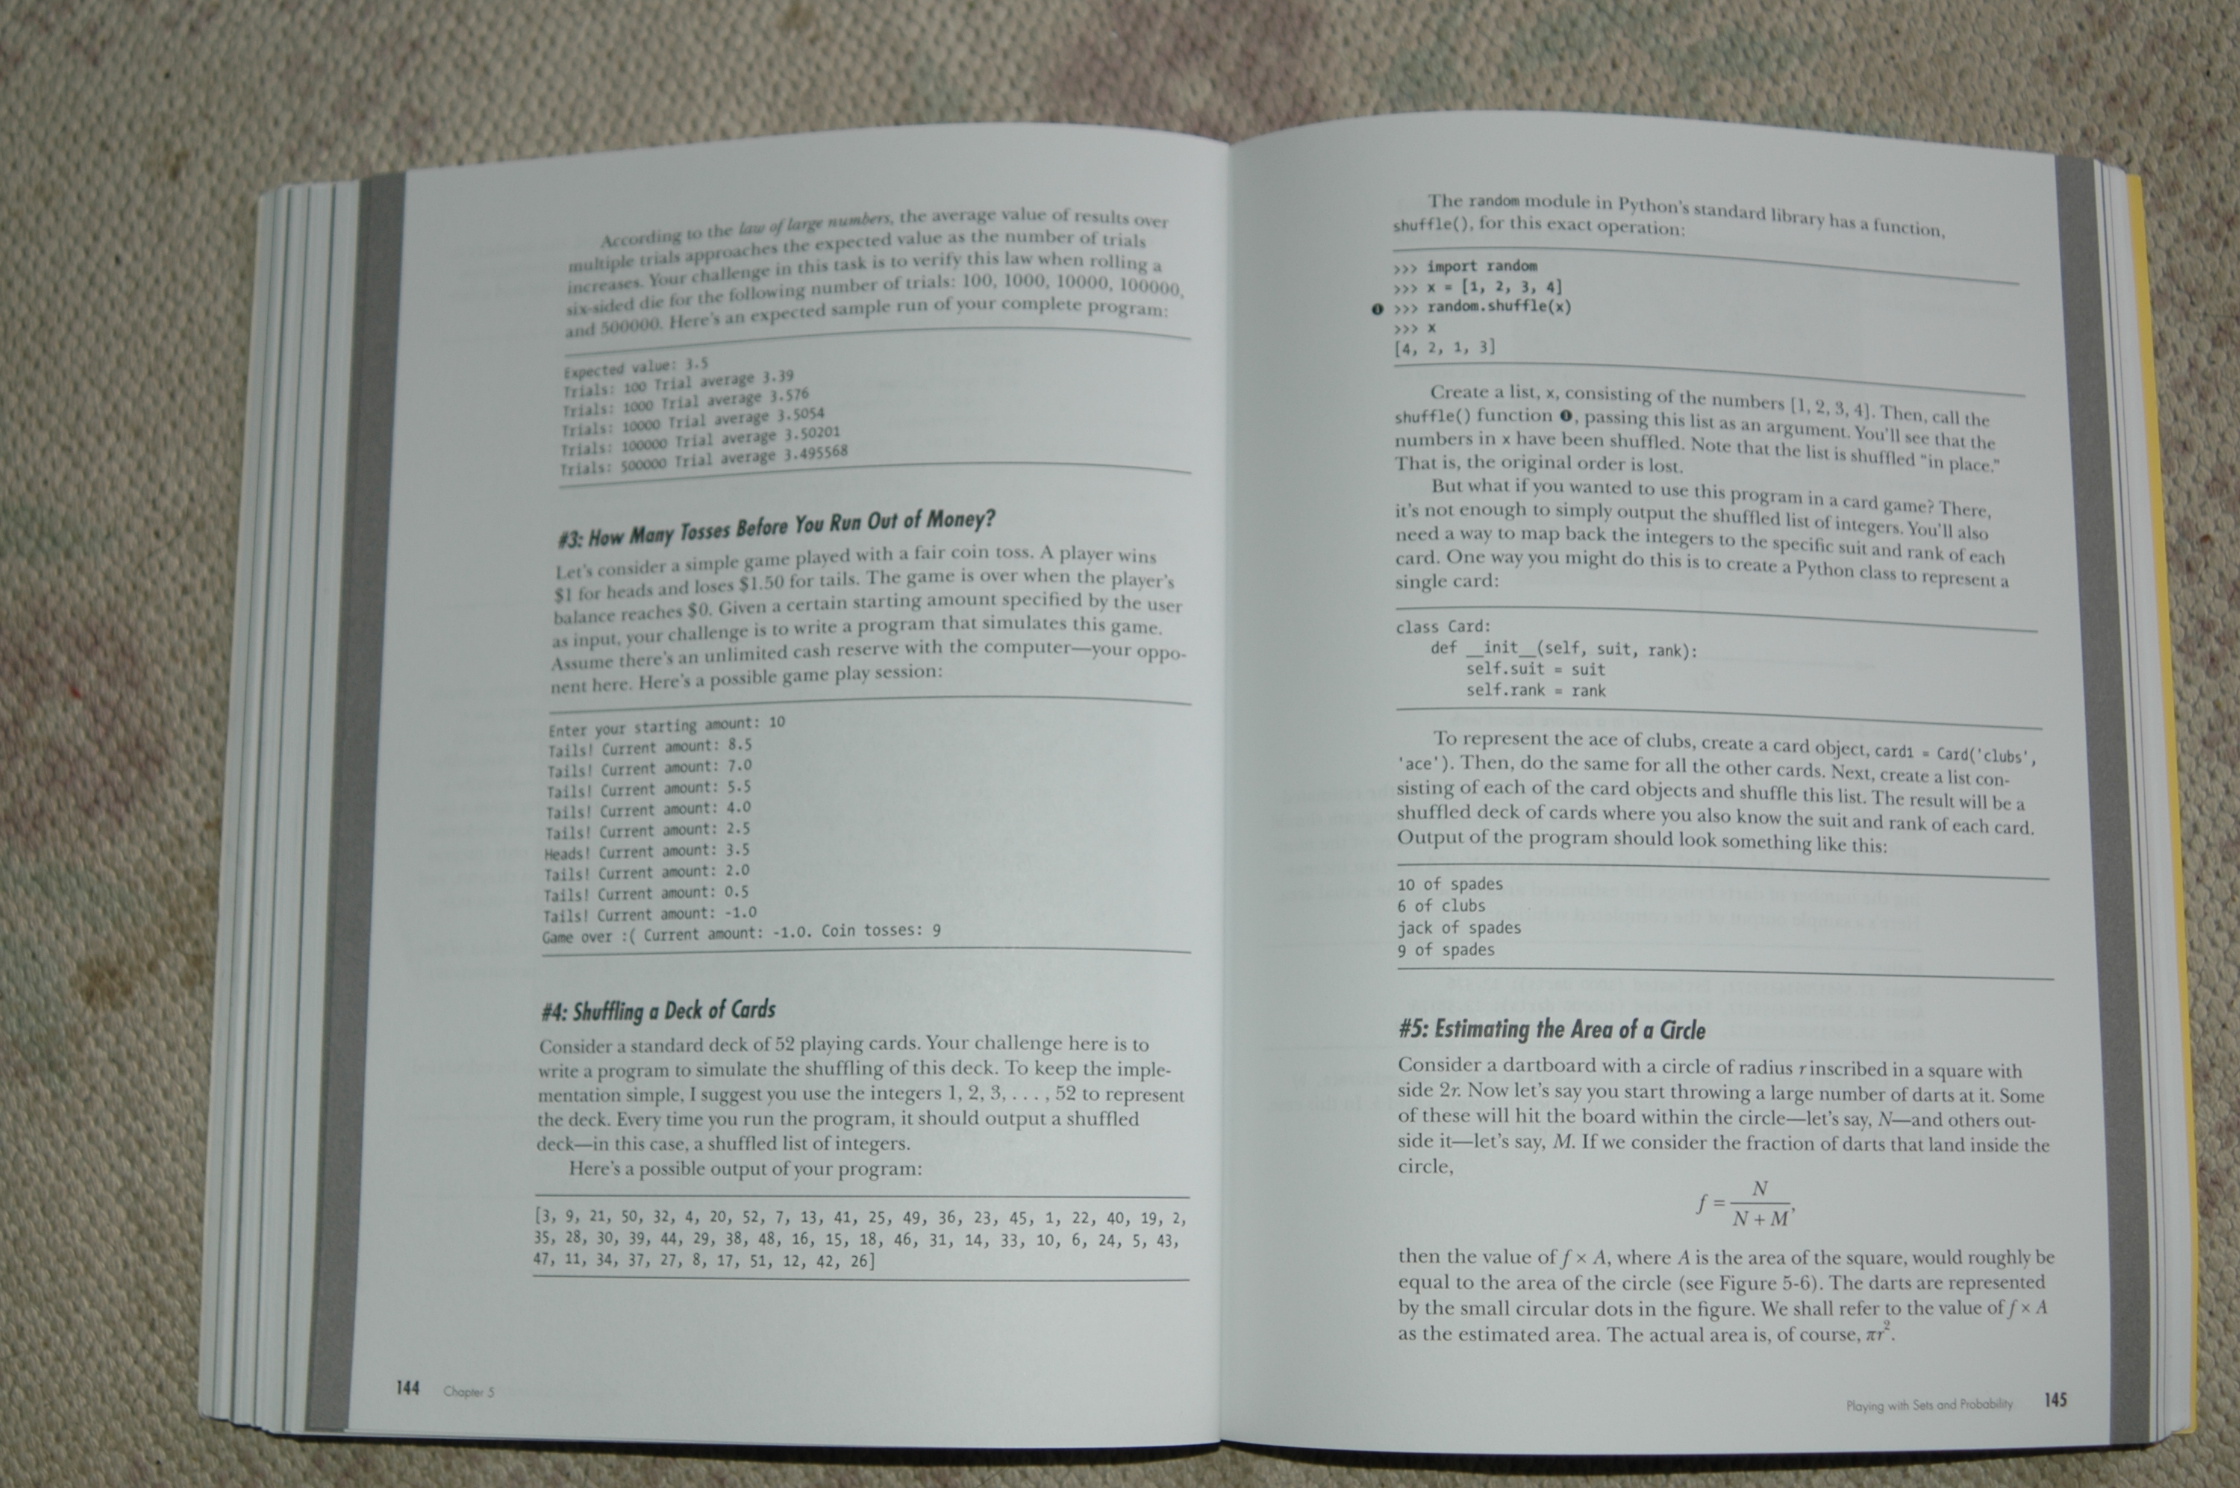 According to the law of large numbers, the average value of results over
multiple trials approaches the expected value as the number of trials
increases. Your challenge in this task is to verify this law when rolling a
six-sided die for the following number of trials: 100, 1000, 10000, 100000,
and 500000. Here's an expected sample run of your complete program:
Expected value: 3.5
Trials: 100 Trial average 3.39
Trials: 1000 Trial average 3.576
Trials: 10000 Trial average 3.5054
Trials: 100000 Trial average 3.50201
Trials: 500000 Trial average 3.495568
#3: How Many Tosses Before You Run Out of Money?
Let's consider a simple game played with a fair coin toss. A player wins
$1 for heads and loses $1.50 for tails. The game is over when the player's
balance reaches $0. Given a certain starting amount specified by the user
as input, your challenge is to write a program that simulates this game.
Assume there's an unlimited cash reserve with the computer—your oppo-
nent here. Here's a possible game play session:
Enter your starting amount: 10
Tails! Current amount: 8.5
Tails! Current amount: 7.0
Tails! Current amount: 5.5
Tails! Current amount: 4.0
Tails! Current amount: 2.5
Heads! Current amount: 3.5
Tails! Current amount: 2.0
Tails! Current amount: 0.5
Tails! Current amount: -1.0
Game over :( Current amount: -1.0. Coin tosses: 9
#4: Shuffling a Deck of Cards
Consider a standard deck of 52 playing cards. Your challenge here is to
write a program to simulate the shuffling of this deck. To keep the imple-
mentation simple, I suggest you use the integers 1, 2, 3, . . . , 52 to represent
the deck. Every time you run the program, it should output a shuffled
deck—in this case, a shuffled list of integers.
Here's a possible output of your program:
[3, 9, 21, 50, 32, 4, 20, 52, 7, 13, 41, 25, 49, 36, 23, 45, 1, 22, 40, 19, 2,
35, 28, 30, 39, 44, 29, 38, 48, 16, 15, 18, 46, 31, 14, 33, 10, 6, 24, 5, 43,
47, 11, 34, 37, 27, 8, 17, 51, 12, 42, 26]
144 Chapter 5
The random module in Python's standard library has a function,
shuffle(), for this exact operation:
>>> import random
>>> x = [1, 2, 3, 4]
❶ >>> random.shuffle(x)
>>> x
[4, 2, 1, 3]
Create a list, x, consisting of the numbers [1, 2, 3, 4]. Then, call the
shuffle() function ❶, passing this list as an argument. You'll see that the
numbers in x have been shuffled. Note that the list is shuffled "in place."
That is, the original order is lost.
But what if you wanted to use this program in a card game? There,
it's not enough to simply output the shuffled list of integers. You'll also
need a way to map back the integers to the specific suit and rank of each
card. One way you might do this is to create a Python class to represent a
single card:
class Card:
def __init__(self, suit, rank):
self.suit = suit
self.rank = rank
To represent the ace of clubs, create a card object, card1 = Card('clubs',
'ace'). Then, do the same for all the other cards. Next, create a list con-
sisting of each of the card objects and shuffle this list. The result will be a
shuffled deck of cards where you also know the suit and rank of each card.
Output of the program should look something like this:
10 of spades
6 of clubs
jack of spades
9 of spades
#5: Estimating the Area of a Circle
Consider a dartboard with a circle of radius r inscribed in a square with
side 2r. Now let's say you start throwing a large number of darts at it. Some
of these will hit the board within the circle—let's say, N—and others out-
side it—let's say, M. If we consider the fraction of darts that land inside the
circle,
f = N / (N + M),
then the value of f × A, where A is the area of the square, would roughly be
equal to the area of the circle (see Figure 5-6). The darts are represented
by the small circular dots in the figure. We shall refer to the value of f × A
as the estimated area. The actual area is, of course, πr².
Playing with Sets and Probability 145